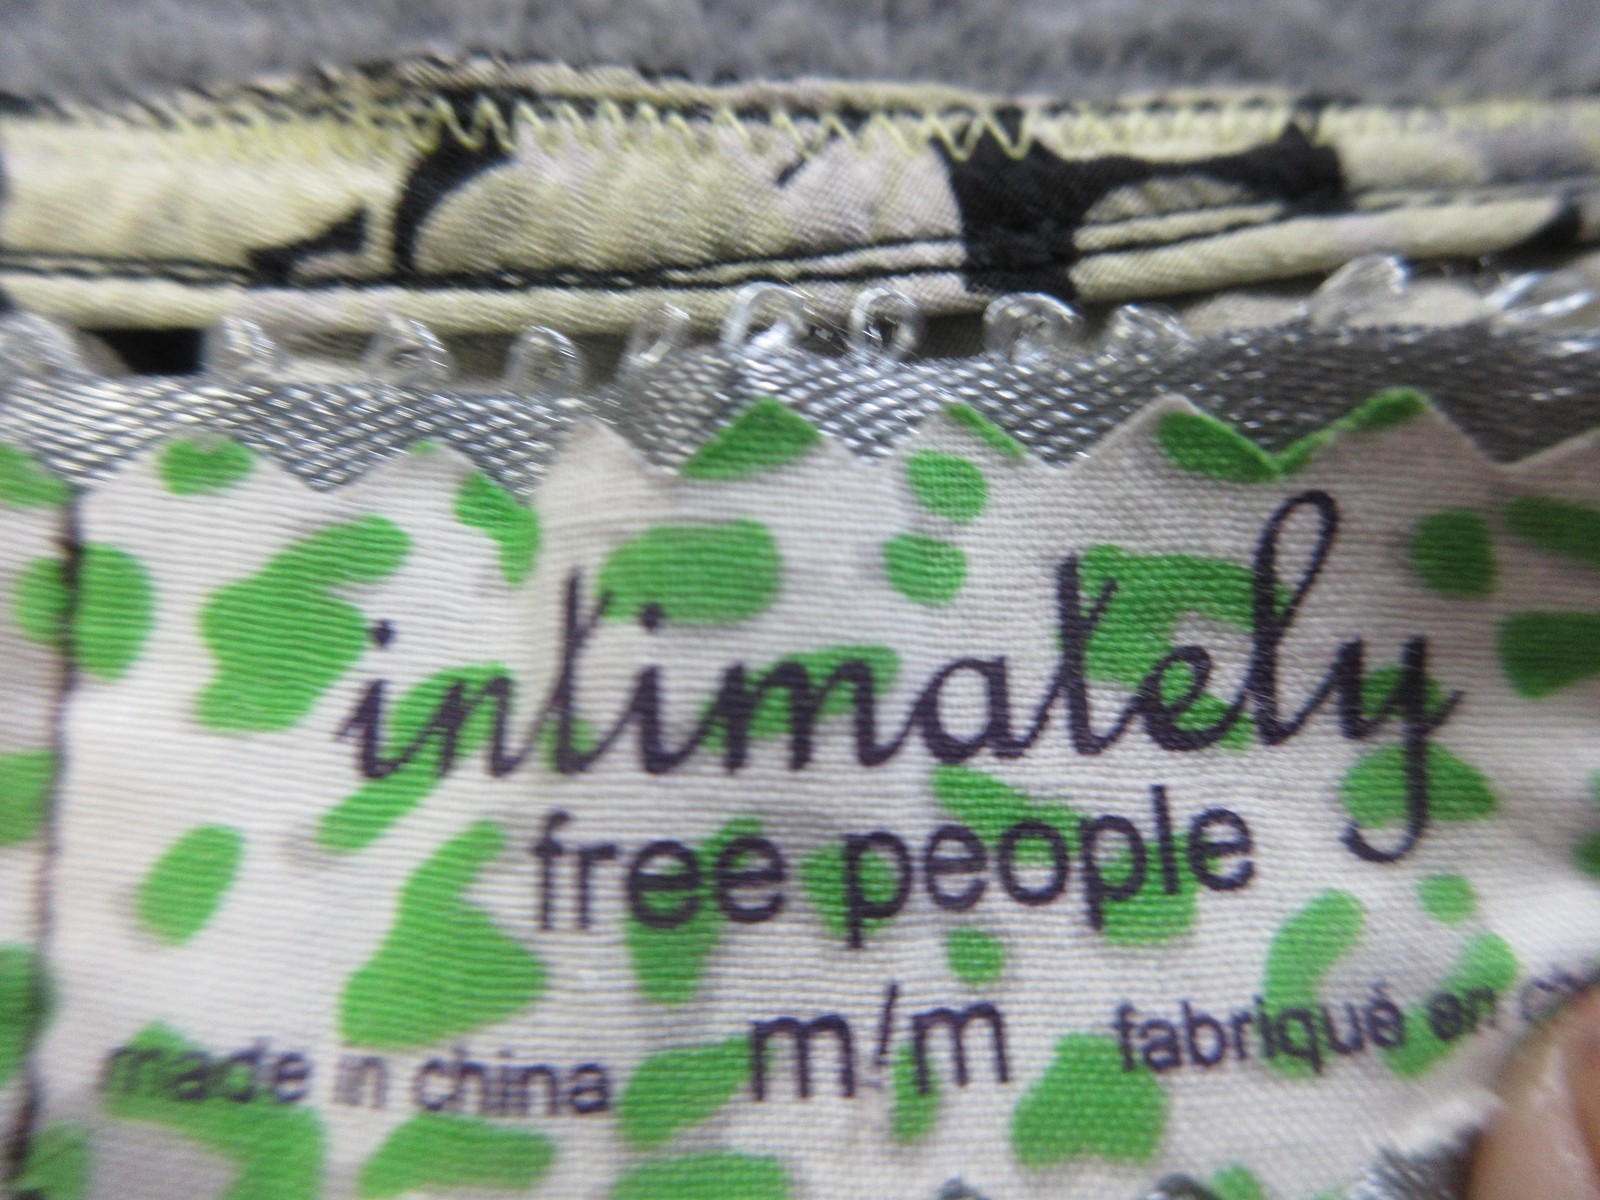 intimately
free people
m/m
made in china
fabriqué en